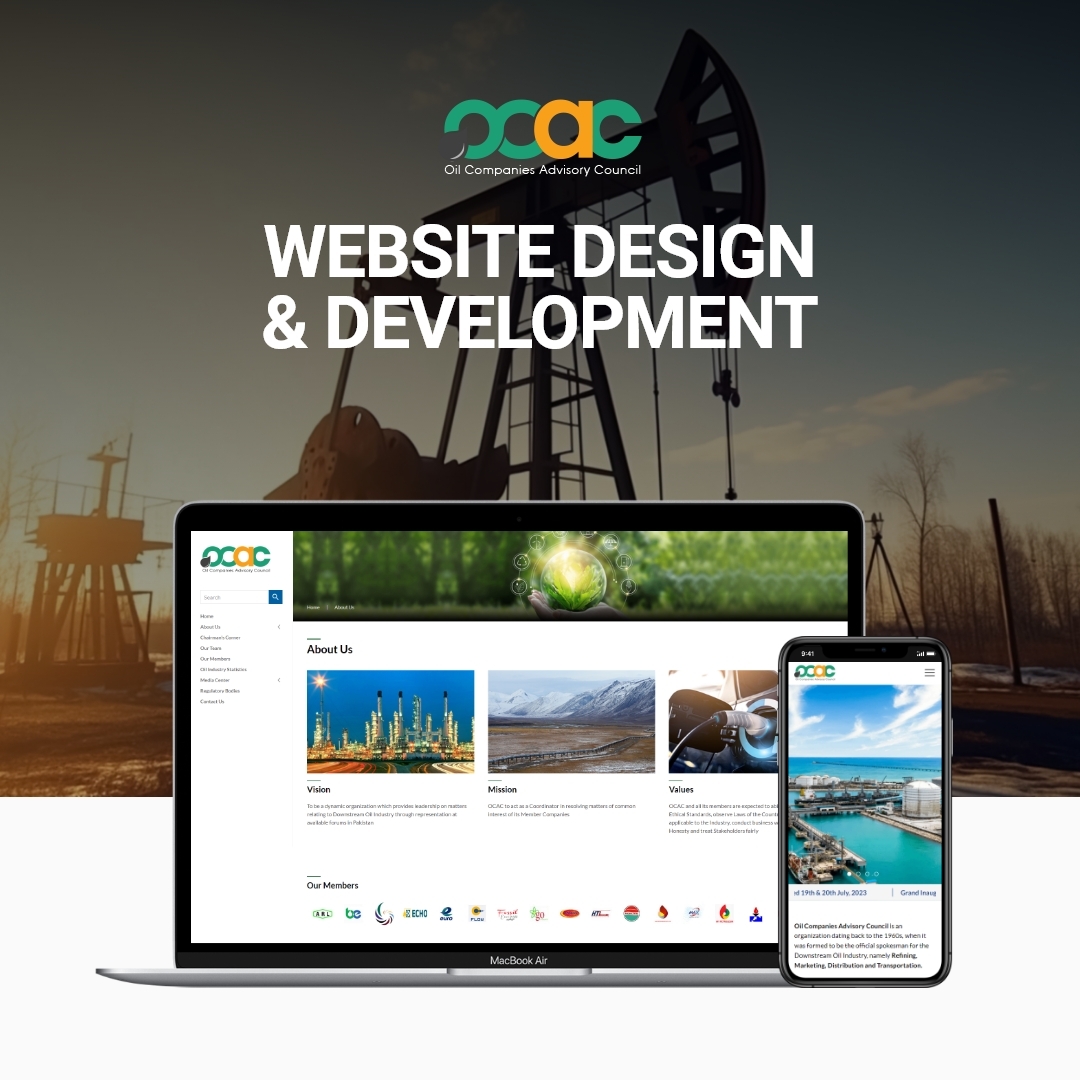 ocac
Oil Companies Advisory Council
WEBSITE DESIGN
& DEVELOPMENT
ocac
Oil Companies Advisory Council
Search
Home
About Us
Chairman's Corner
Our Team
Our Members
Oil Industry Statistics
Media Center
Regulatory Bodies
Contact Us
Home | About Us
About Us
Vision
To be a dynamic organization which provides leadership on matters
relating to Downstream Oil Industry through representation at
available forums in Pakistan
Mission
OCAC to act as a Coordinator in resolving matters of common
interest of its Member Companies
Values
OCAC and all its members are expected to
Ethical Standards, observe Laws of the
applicable to the Industry, conduct business
Honesty and treat Stakeholders fairly
Our Members
ARL
be
ECHO
euro
FLOW
go
MacBook Air
9:41
ocac
Oil Companies Advisory Council
d 19th & 20th July, 2023 | Grand Inaug
Oil Companies Advisory Council is an
organization dating back to the 1960s, when it
was formed to be the official spokesman for the
Downstream Oil Industry, namely Refining,
Marketing, Distribution and Transportation.